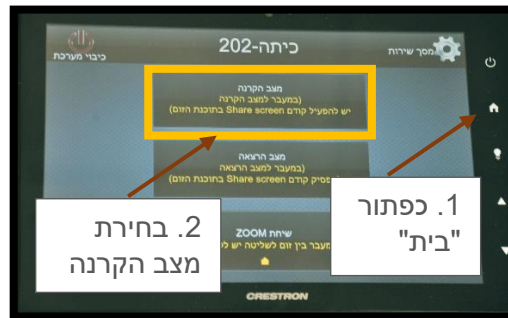 כיתה-202
מסך שירות
כיבוי מערכת
מצב הקרנה
(במעבר למצב הקרנה
יש להפעיל קודם Share screen בתוכנת הזום)
מצב הרצאה
(במעבר למצב הרצאה
קודם Share screen בתוכנת הזום)
שיחת ZOOM
מעבר בין זום לשליטה יש
1. כפתור
"בית"
2. בחירת
מצב הקרנה
CRESTRON